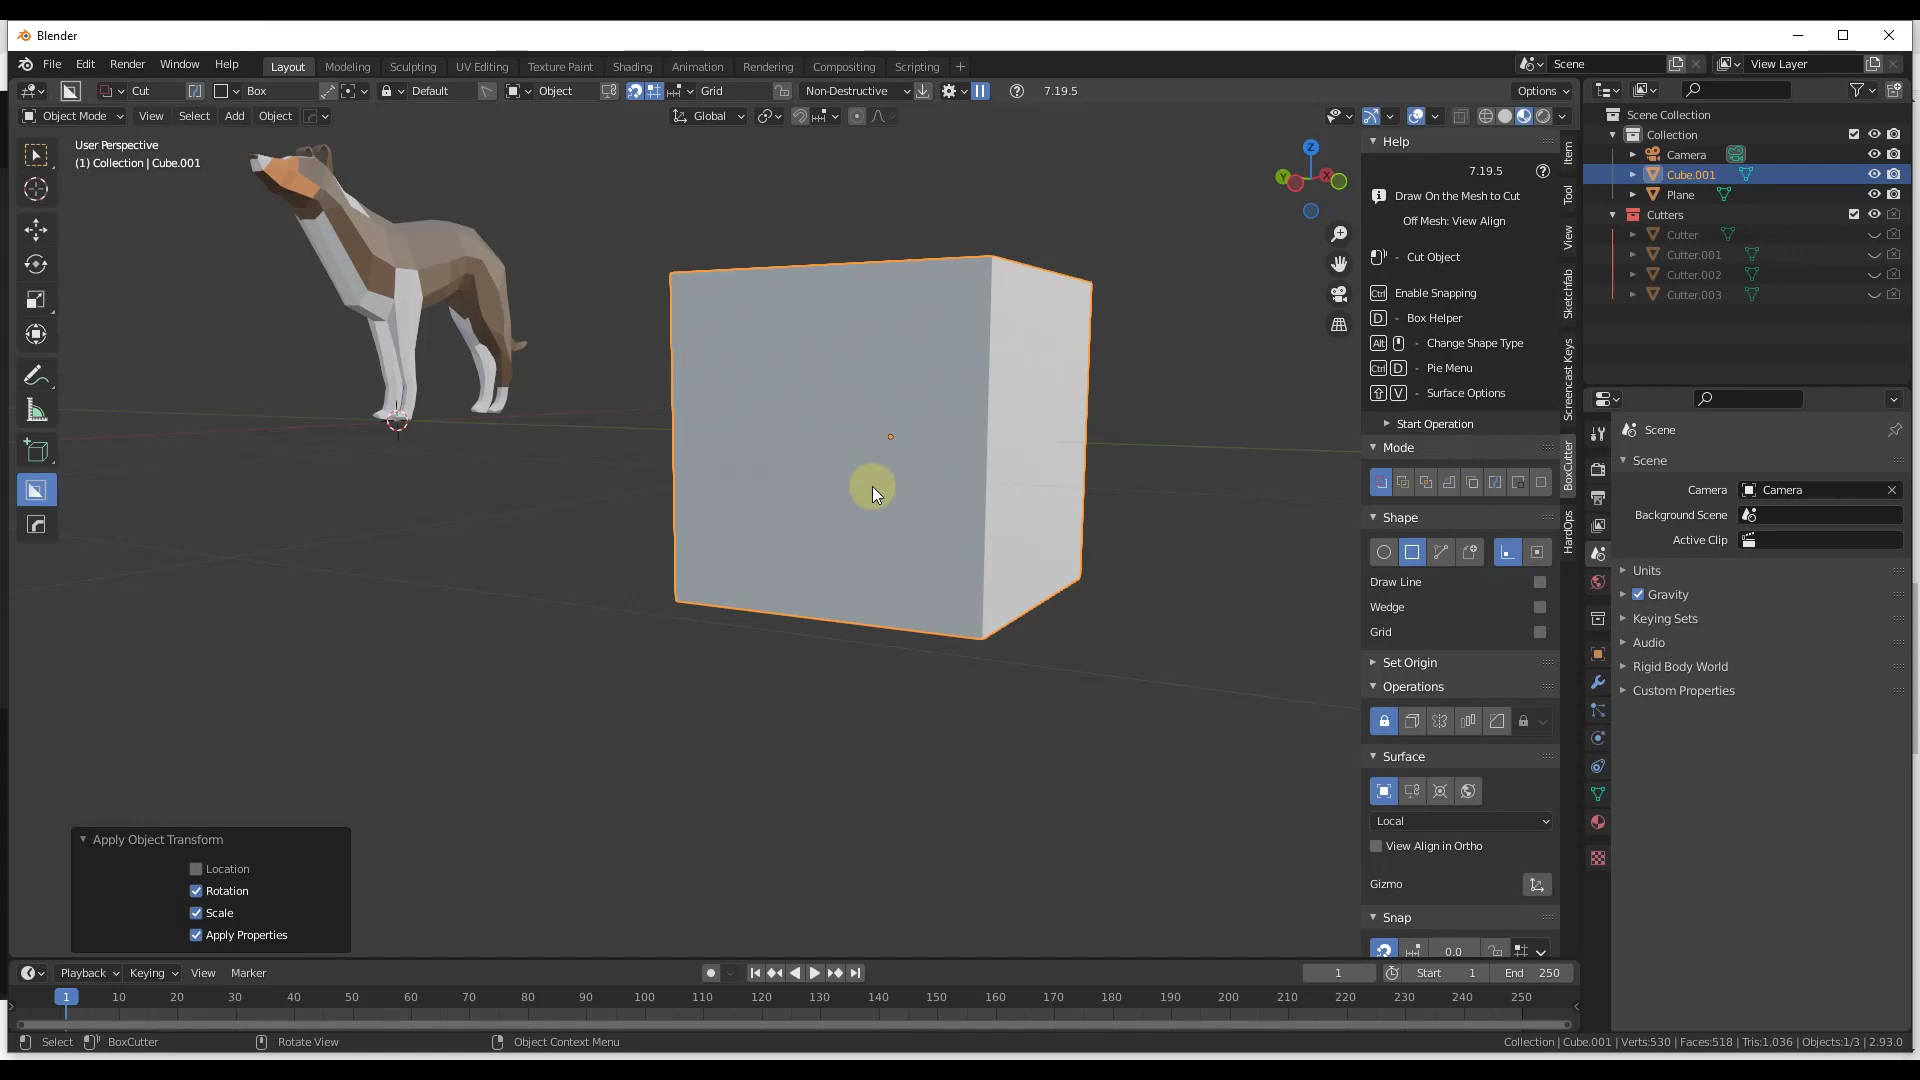 Blender
File Edit Render Window Help
Layout Modeling Sculpting UV Editing Texture Paint Shading Animation Rendering Compositing Scripting +
Scene
View Layer
Cut Box Default Object Grid Non-Destructive 7.19.5 Options
Object Mode View Select Add Object Global
User Perspective
(1) Collection | Cube.001
Z
Y
X
Help
7.19.5
Draw On the Mesh to Cut
Off Mesh: View Align
- Cut Object
Ctrl Enable Snapping
D - Box Helper
Alt - Change Shape Type
Ctrl D - Pie Menu
V - Surface Options
Start Operation
Mode
Shape
Draw Line
Wedge
Grid
Set Origin
Operations
Surface
Local
View Align in Ortho
Gizmo
Snap
0.0
Item
Tool
View
Sketchfab
Screencast Keys
BoxCutter
HardOps
Scene Collection
Collection
Camera
Cube.001
Plane
Cutters
Cutter
Cutter.001
Cutter.002
Cutter.003
Scene
Scene
Camera Camera
Background Scene
Active Clip
Units
Gravity
Keying Sets
Audio
Rigid Body World
Custom Properties
Apply Object Transform
Location
Rotation
Scale
Apply Properties
Playback Keying View Marker 1 Start 1 End 250
1 10 20 30 40 50 60 70 80 90 100 110 120 130 140 150 160 170 180 190 200 210 220 230 240 250
Select BoxCutter Rotate View Object Context Menu Collection | Cube.001 | Verts:530 | Faces:518 | Tris:1,036 | Objects:1/3 | 2.93.0